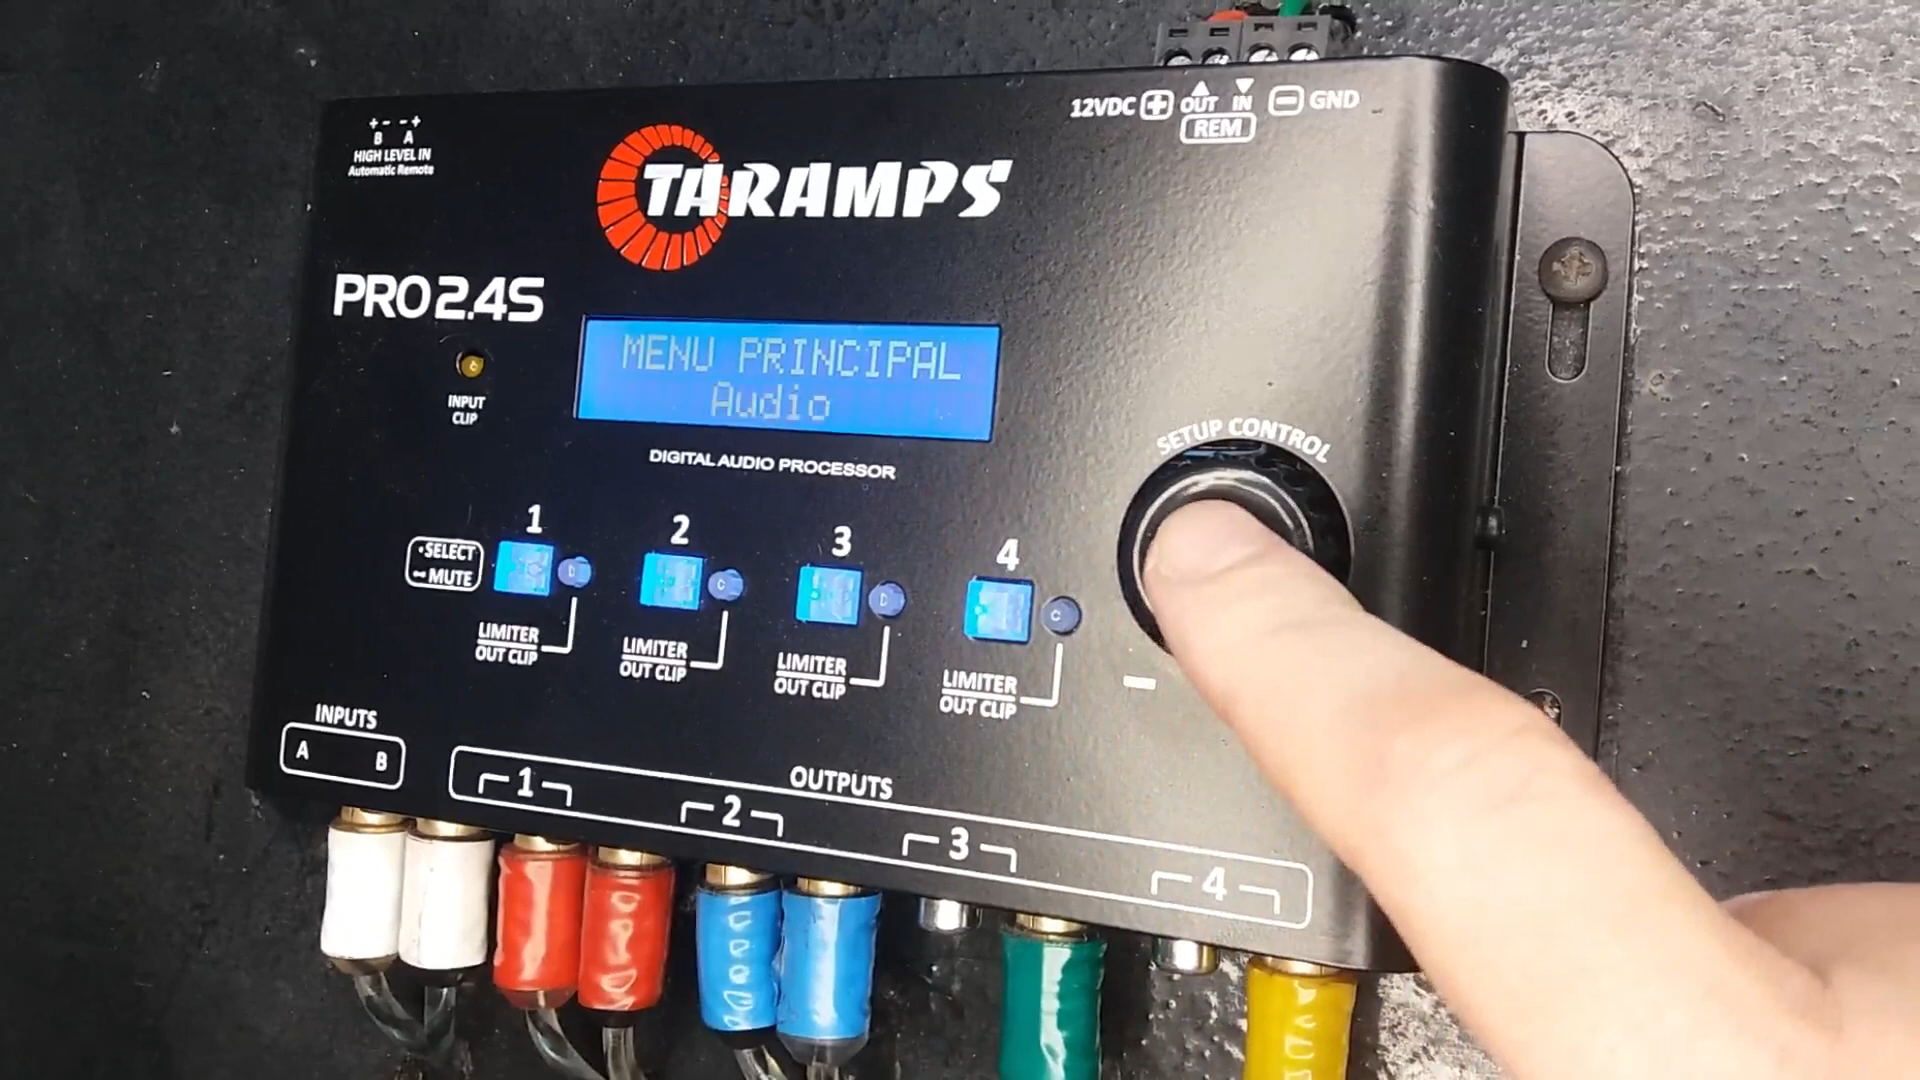 + - - +
B A
HIGH LEVEL IN
Automatic Remote
12VDC + OUT IN - GND
REM
TARAMPS
PRO 2.4S
INPUT
CLIP
MENU PRINCIPAL
Audio
DIGITAL AUDIO PROCESSOR
SETUP CONTROL
SELECT
MUTE
1
2
3
4
LIMITER
OUT CLIP
LIMITER
OUT CLIP
LIMITER
OUT CLIP
LIMITER
OUT CLIP
-
INPUTS
A B
OUTPUTS
1
2
3
4